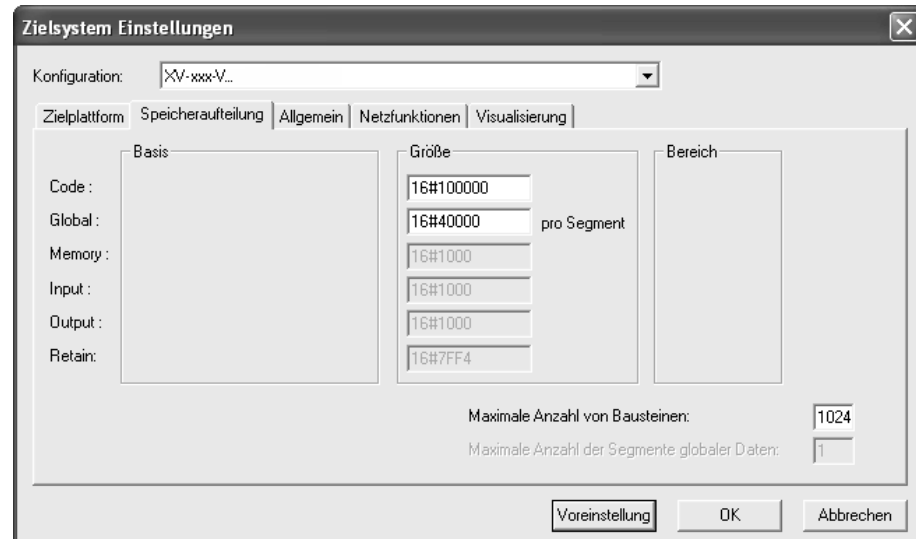 Zielsystem Einstellungen
Konfiguration: XV-xxx-V...
Zielplattform Speicheraufteilung Allgemein Netzfunktionen Visualisierung
Basis Größe Bereich
Code : 16#100000
Global : 16#40000 pro Segment
Memory : 16#1000
Input : 16#1000
Output : 16#1000
Retain: 16#7FF4
Maximale Anzahl von Bausteinen: 1024
Maximale Anzahl der Segmente globaler Daten: 1
Voreinstellung OK Abbrechen